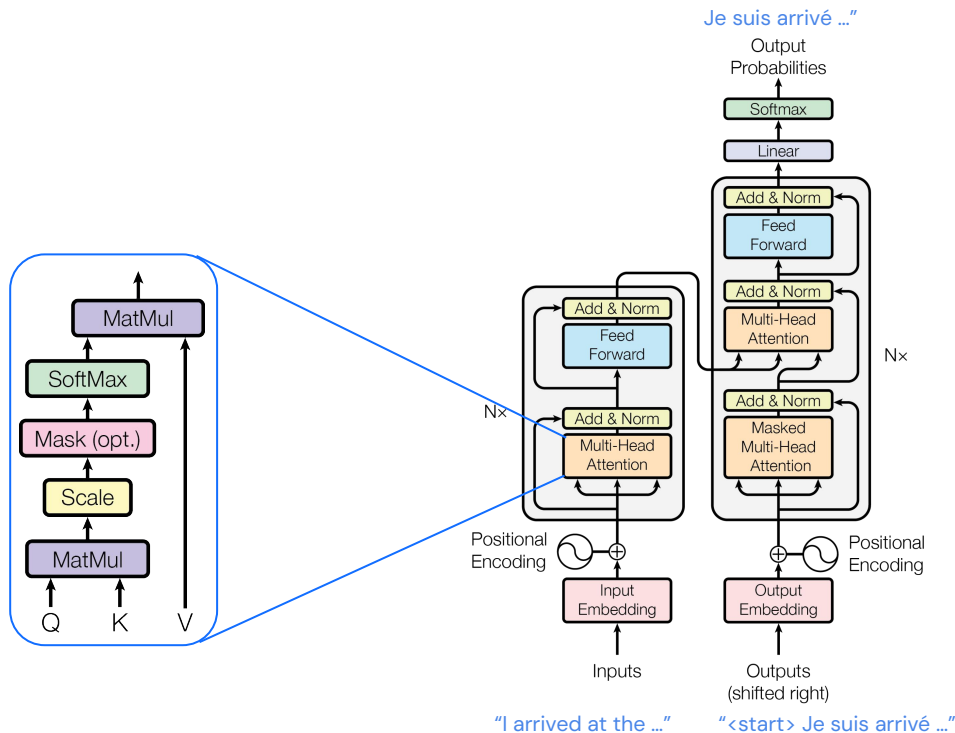 Je suis arrivé …”
Output
Probabilities
Softmax
Linear
Add & Norm
Feed
Forward
Add & Norm
Multi-Head
Attention
N×
Add & Norm
Masked
Multi-Head
Attention
Positional
Encoding
Output
Embedding
Outputs
(shifted right)
“<start> Je suis arrivé …”
Add & Norm
Feed
Forward
N×
Add & Norm
Multi-Head
Attention
Positional
Encoding
Input
Embedding
Inputs
“I arrived at the …”
MatMul
SoftMax
Mask (opt.)
Scale
MatMul
Q K V